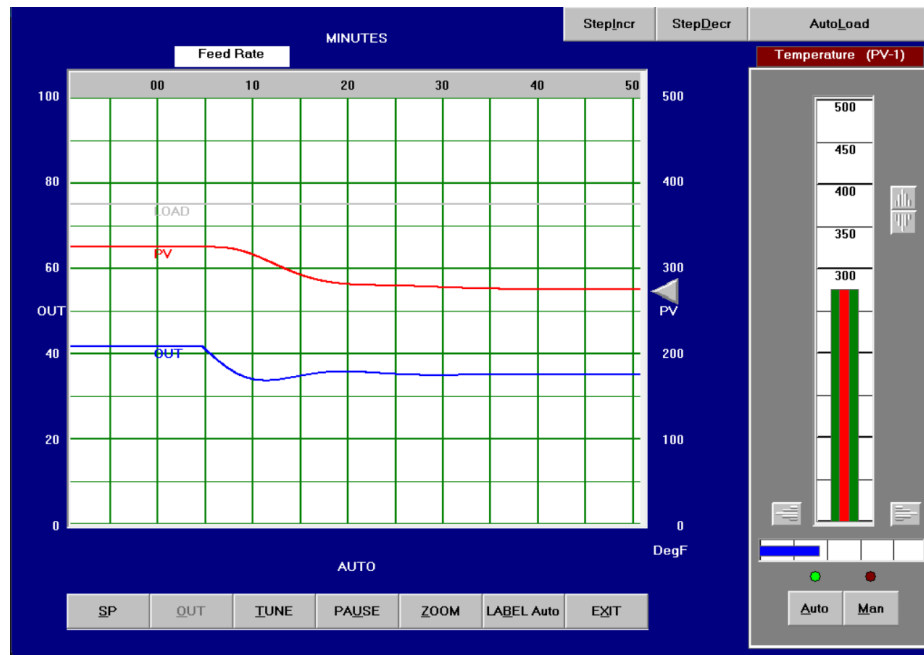 StepIncr StepDecr AutoLoad
MINUTES
Feed Rate
Temperature (PV-1)
00 10 20 30 40 50
100 500
80 400
LOAD
PV
60 300
OUT PV
OUT
40 200
20 100
0 0
DegF
AUTO
SP OUT TUNE PAUSE ZOOM LABEL Auto EXIT
500
450
400
350
300
Auto Man